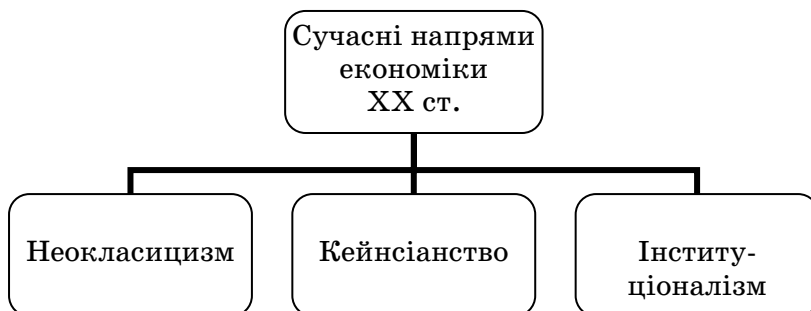 Сучасні напрями
економіки
XX ст.
Неокласицизм
Кейнсіанство
Інститу-
ціоналізм